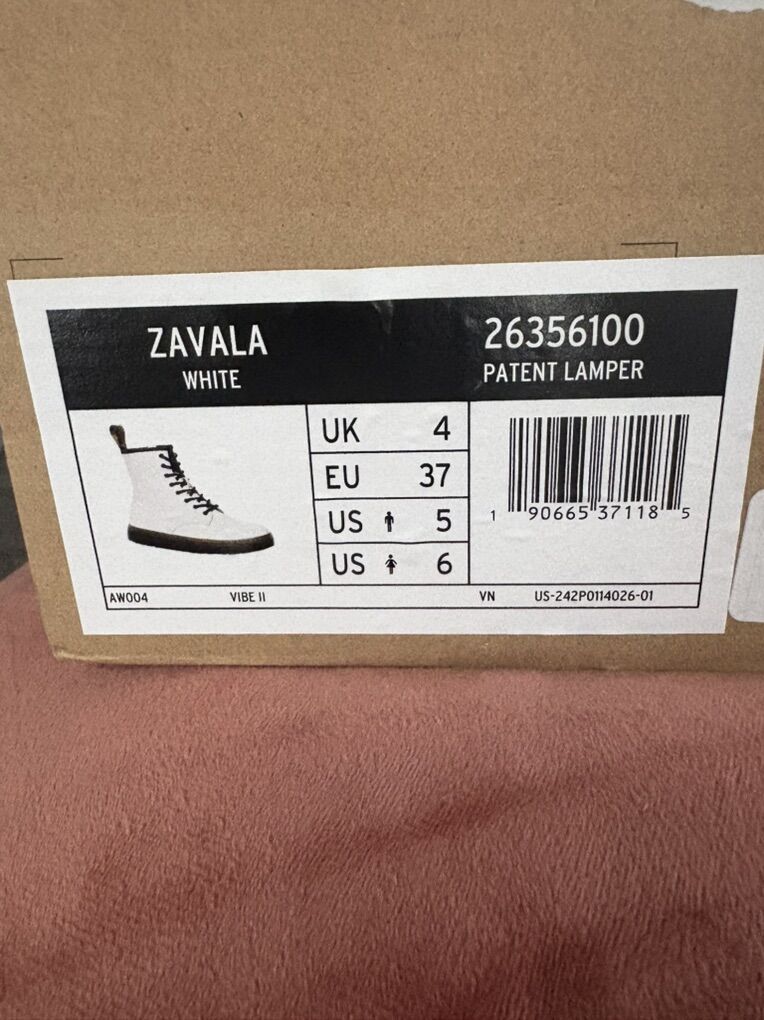 ZAVALA
WHITE
26356100
PATENT LAMPER
UK 4
EU 37
US 5
US 6
1 90665 37118 5
AW004 VIBE II VN US-242P0114026-01